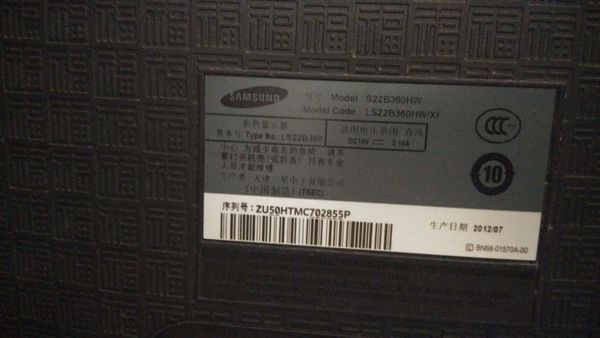 SAMSUNG
型号 Model : S22B360HW
Model Code : LS22B360HW/XF
彩色显示器
基本号 Type No. : LS22B360
适用电压范围 直流
DC14V 2.14A
小心 为减少电击的危险 请不
要打开机壳(或后盖) 只有专业
人员才能维修
生产者: 天津三星电子有限公司
(中国制造) (TSEC)
CCC
10
序列号: ZU50HTMC702855P
生产日期 2012/07
BN68-01570A-00